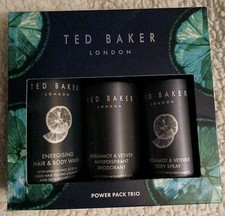 TED BAKER
LONDON
TED BAKER
LONDON
ENERGISING
HAIR & BODY WASH
TED BAKER
LONDON
BERGAMOT & VETIVER
ANTIPERSPIRANT
DEODORANT
TED BAKER
LONDON
BERGAMOT & VETIVER
BODY SPRAY
POWER PACK TRIO